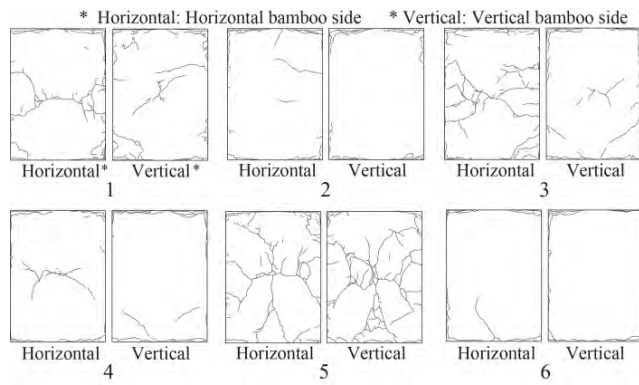 * Horizontal: Horizontal bamboo side * Vertical: Vertical bamboo side
Horizontal* Vertical* Horizontal Vertical Horizontal Vertical
1 2 3
Horizontal Vertical Horizontal Vertical Horizontal Vertical
4 5 6